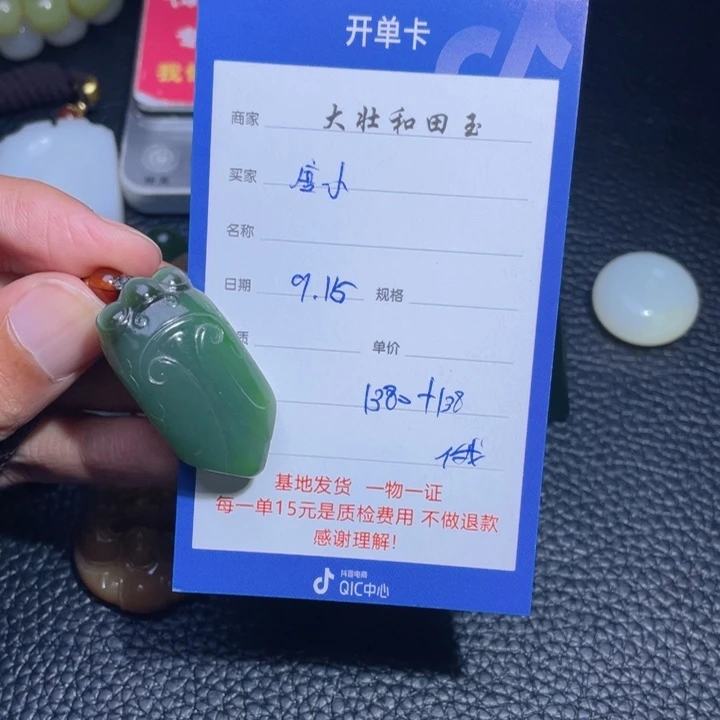 开单卡
商家 大壮和田玉
买家 唐小
名称
日期 9.15 规格
质 单价
1380+138
俄
基地发货 一物一证
每一单15元是质检费用 不做退款
感谢理解!
抖音电商
QIC中心